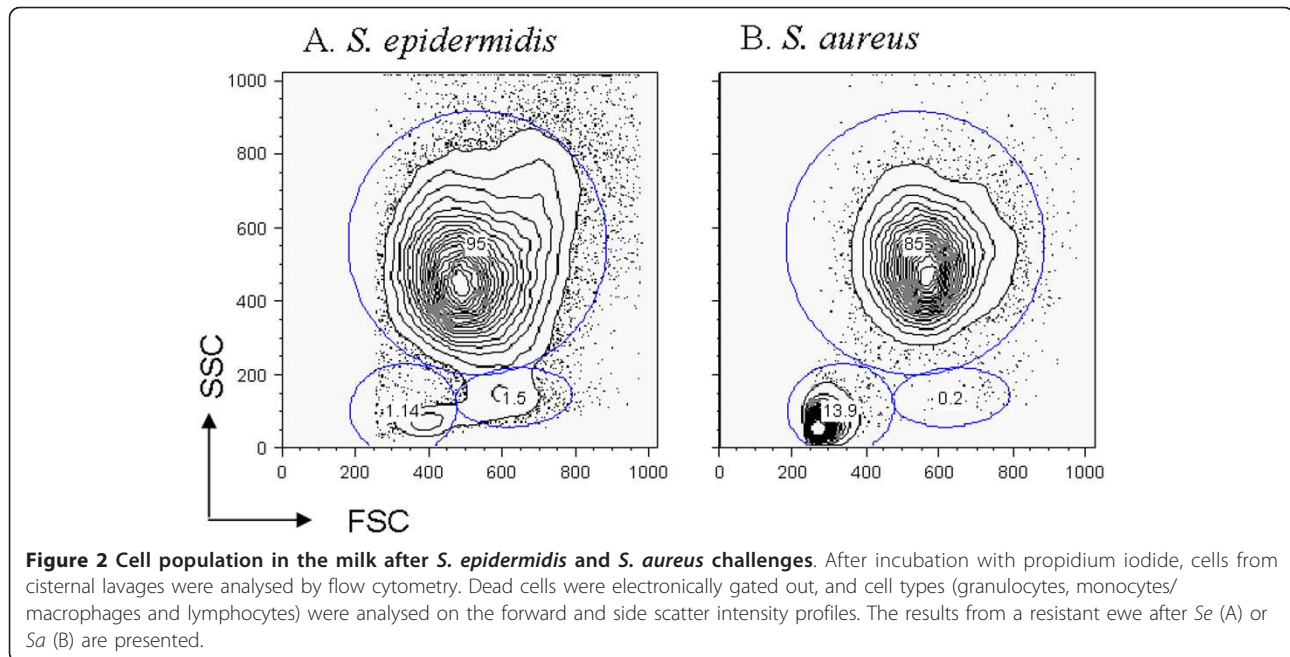 A. S. epidermidis
B. S. aureus
1000
800
600
400
200
0
95
1.14
1.5
85
13.9
0.2
SSC
0 200 400 600 800 1000
0 200 400 600 800 1000
FSC
Figure 2 Cell population in the milk after S. epidermidis and S. aureus challenges. After incubation with propidium iodide, cells from
cisternal lavages were analysed by flow cytometry. Dead cells were electronically gated out, and cell types (granulocytes, monocytes/
macrophages and lymphocytes) were analysed on the forward and side scatter intensity profiles. The results from a resistant ewe after Se (A) or
Sa (B) are presented.